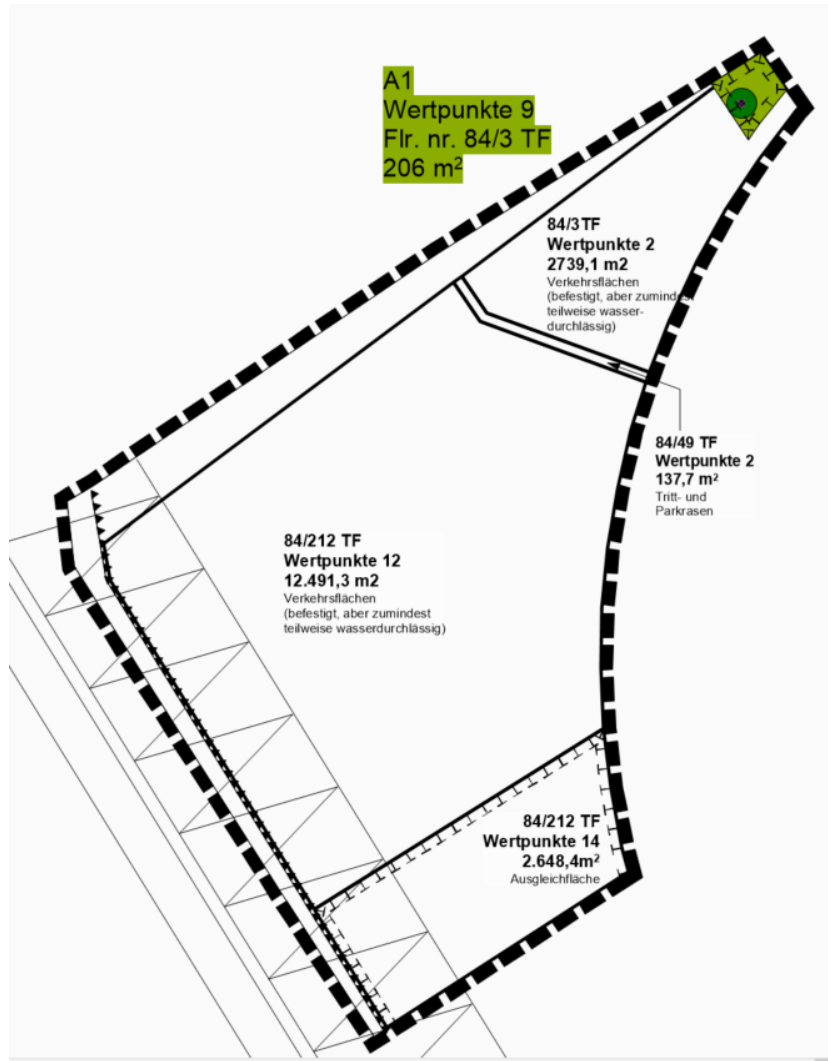 A1
Wertpunkte 9
Flr. nr. 84/3 TF
206 m²
84/3TF
Wertpunkte 2
2739,1 m2
Verkehrsflächen
(befestigt, aber zumindest
teilweise wasser-
durchlässig)
84/49 TF
Wertpunkte 2
137,7 m²
Tritt- und
Parkrasen
84/212 TF
Wertpunkte 12
12.491,3 m2
Verkehrsflächen
(befestigt, aber zumindest
teilweise wasserdurchlässig)
84/212 TF
Wertpunkte 14
2.648,4m²
Ausgleichfläche